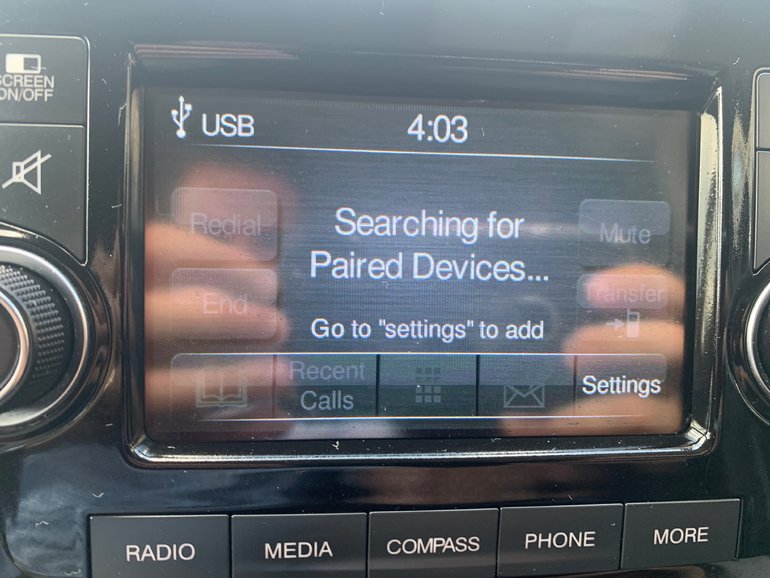 SCREEN
ON/OFF
USB 4:03
Redial
Searching for
Paired Devices...
Mute
End
Transfer
Go to "settings" to add
Recent
Calls
Settings
RADIO MEDIA COMPASS PHONE MORE